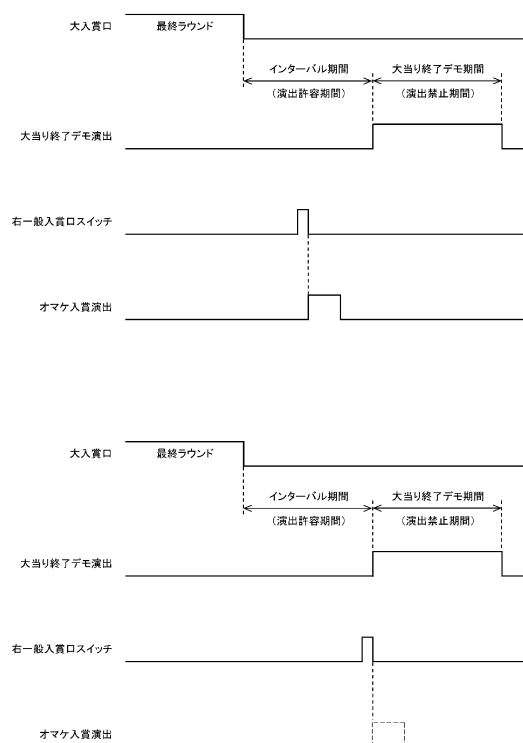 大入賞口
最終ラウンド
インターバル期間
大当り終了デモ期間
(演出許容期間)
(演出禁止期間)
大当り終了デモ演出
右一般入賞口スイッチ
オマケ入賞演出
大入賞口
最終ラウンド
インターバル期間
大当り終了デモ期間
(演出許容期間)
(演出禁止期間)
大当り終了デモ演出
右一般入賞口スイッチ
オマケ入賞演出